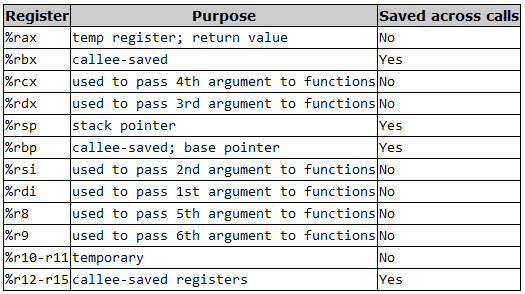 Register Purpose Saved across calls
%rax temp register; return value No
%rbx callee-saved Yes
%rcx used to pass 4th argument to functions No
%rdx used to pass 3rd argument to functions No
%rsp stack pointer Yes
%rbp callee-saved; base pointer Yes
%rsi used to pass 2nd argument to functions No
%rdi used to pass 1st argument to functions No
%r8 used to pass 5th argument to functions No
%r9 used to pass 6th argument to functions No
%r10-r11 temporary No
%r12-r15 callee-saved registers Yes